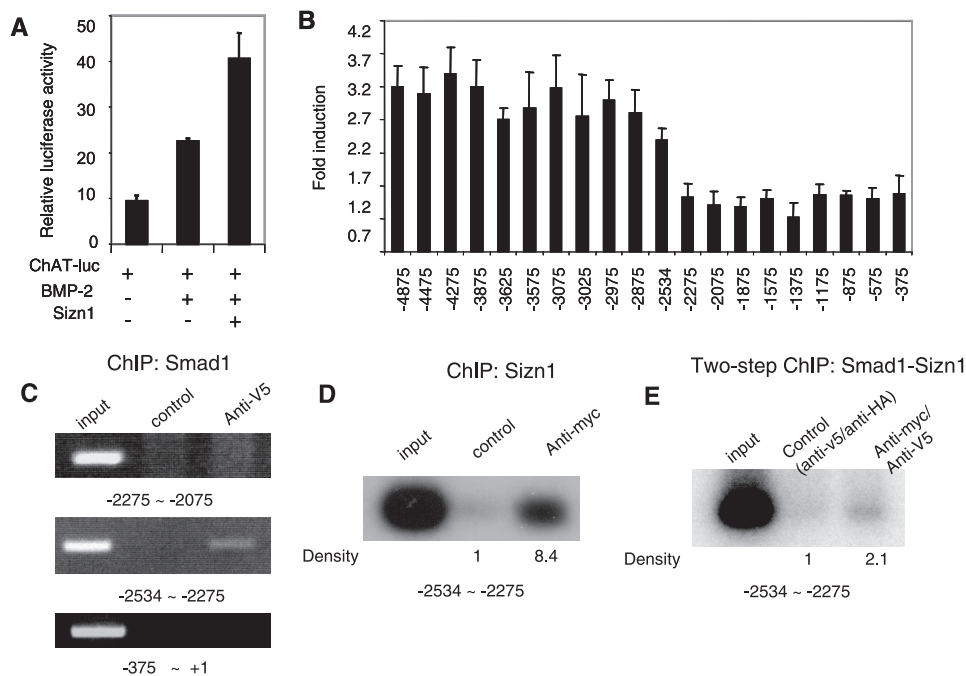 A
Relative luciferase activity
50
40
30
20
10
0
ChAT-luc + + +
BMP-2 - + +
Sizn1 - - +
B
Fold induction
4.2
3.7
3.2
2.7
2.2
1.7
1.2
0.7
-4875 -4475 -4275 -3875 -3625 -3575 -3075 -3025 -2975 -2875 -2534 -2275 -2075 -1875 -1575 -1375 -1175 -875 -575 -375
ChIP: Smad1
C
input control Anti-V5
-2275 ~ -2075
-2534 ~ -2275
-375 ~ +1
ChIP: Sizn1
D
input control Anti-myc
Density 1 8.4
-2534 ~ -2275
Two-step ChIP: Smad1-Sizn1
E
input Control (anti-v5/anti-HA) Anti-myc/ Anti-V5
Density 1 2.1
-2534 ~ -2275